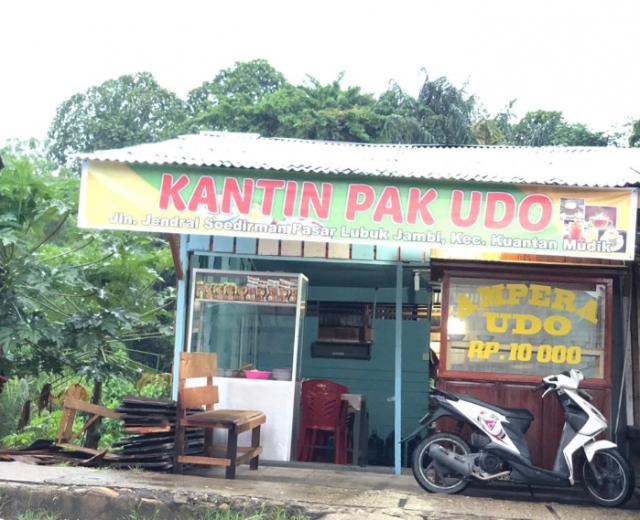 KANTIN PAK UDO
Jln. Jendral Soedirman Pasar Lubuk Jambi, Kec. Kuantan Mudik
AMPERA
UDO
RP. 10 000